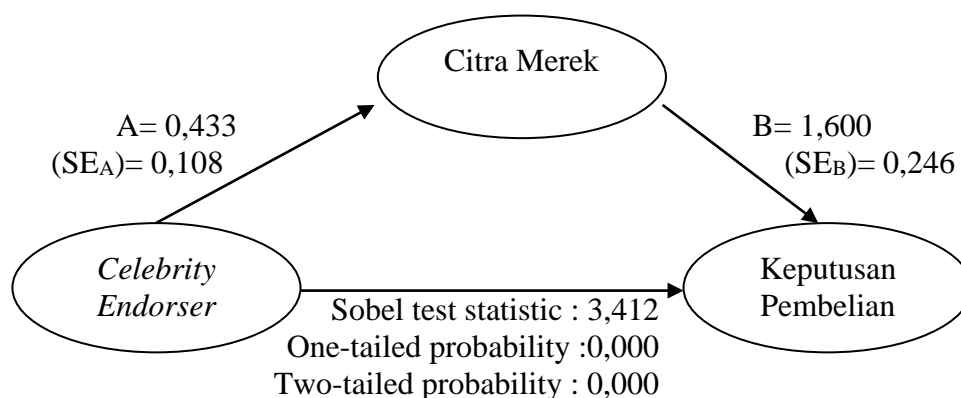 Citra Merek
A= 0,433
(SEA)= 0,108
B= 1,600
(SEB)= 0,246
Celebrity
Endorser
Keputusan
Pembelian
Sobel test statistic : 3,412
One-tailed probability :0,000
Two-tailed probability : 0,000